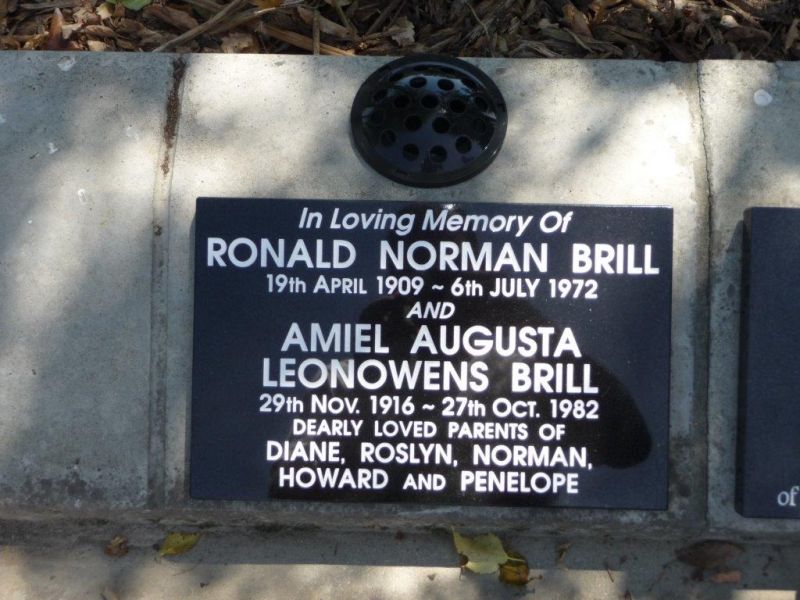 In Loving Memory Of
RONALD NORMAN BRILL
19th APRIL 1909 ~ 6th JULY 1972
AND
AMIEL AUGUSTA
LEONOWENS BRILL
29th NOV. 1916 ~ 27th OCT. 1982
DEARLY LOVED PARENTS OF
DIANE, ROSLYN, NORMAN,
HOWARD AND PENELOPE
of